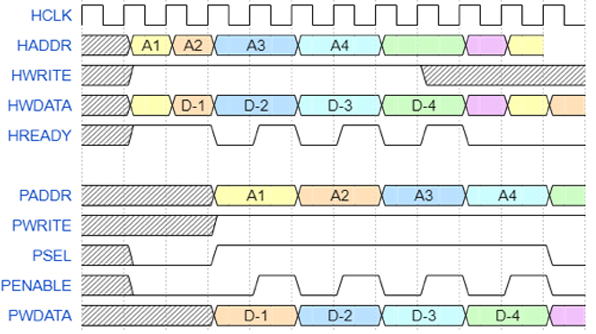 HCLK
HADDR A1 A2 A3 A4
HWRITE
HWDATA D-1 D-2 D-3 D-4
HREADY
PADDR A1 A2 A3 A4
PWRITE
PSEL
PENABLE
PWDATA D-1 D-2 D-3 D-4